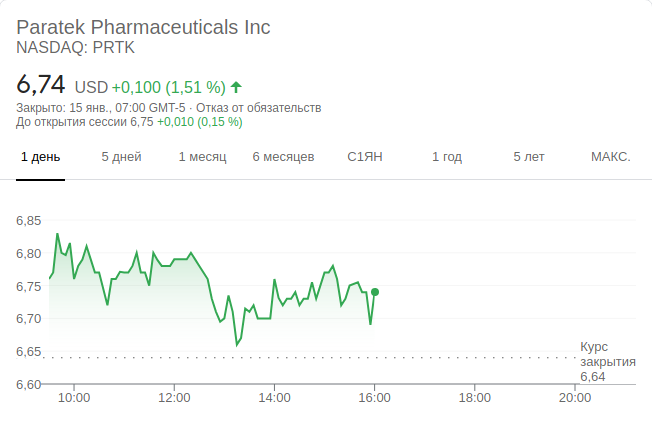 Paratek Pharmaceuticals Inc
NASDAQ: PRTK
6,74 USD +0,100 (1,51 %)
Закрыто: 15 янв., 07:00 GMT-5 · Отказ от обязательств
До открытия сессии 6,75 +0,010 (0,15 %)
1 день 5 дней 1 месяц 6 месяцев С1ЯН 1 год 5 лет МАКС.
6,85
6,80
6,75
6,70
6,65
6,60
Курс
закрытия
6,64
10:00 12:00 14:00 16:00 18:00 20:00